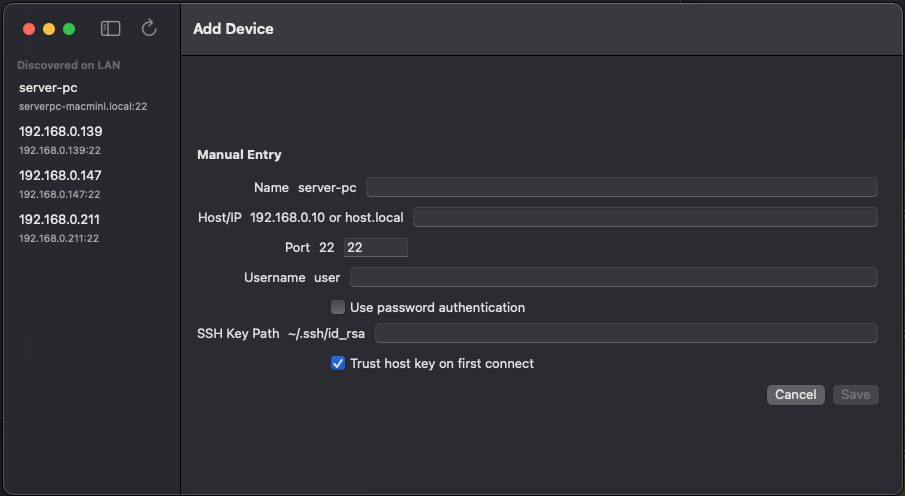 Add Device
Discovered on LAN
server-pc
serverpc-macmini.local:22
192.168.0.139
192.168.0.139:22
192.168.0.147
192.168.0.147:22
192.168.0.211
192.168.0.211:22
Manual Entry
Name server-pc
Host/IP 192.168.0.10 or host.local
Port 22 22
Username user
Use password authentication
SSH Key Path ~/.ssh/id_rsa
Trust host key on first connect
Cancel Save